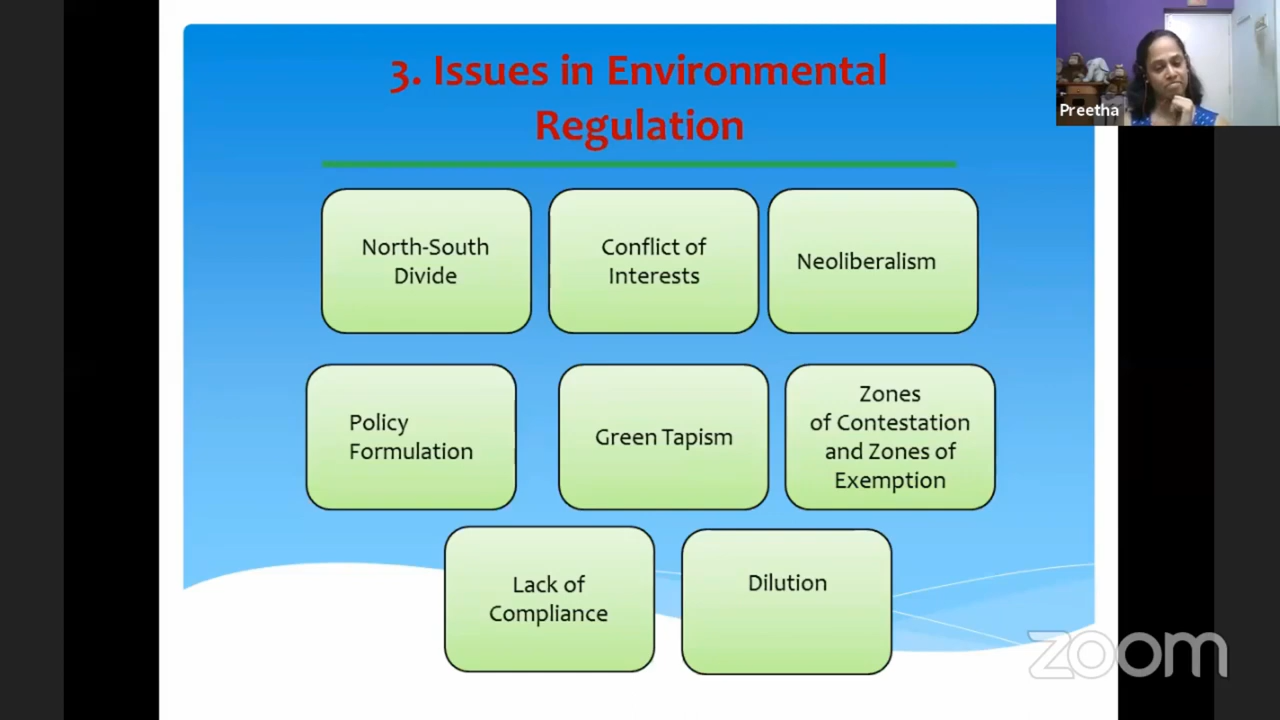 3. Issues in Environmental
Regulation
Preetha
North-South
Divide
Conflict of
Interests
Neoliberalism
Policy
Formulation
Green Tapism
Zones
of Contestation
and Zones of
Exemption
Lack of
Compliance
Dilution
zoom